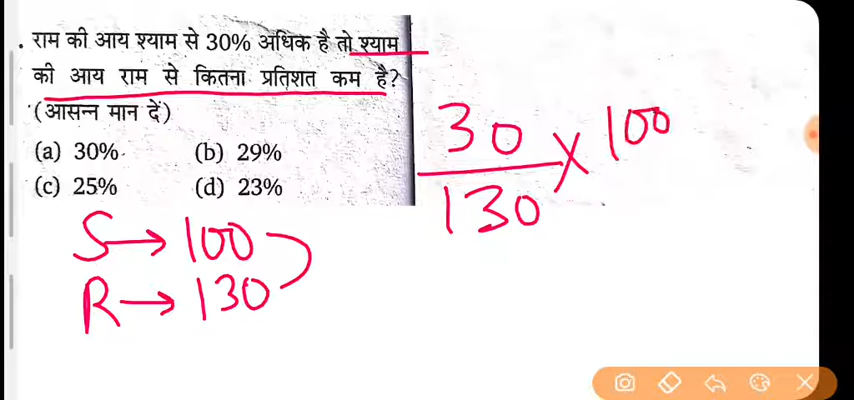 . राम की आय श्याम से 30% अधिक है तो श्याम
की आय राम से कितना प्रतिशत कम है?
(आसन्न मान दें)
(a) 30% (b) 29%
(c) 25% (d) 23%
S → 100
R → 130
30
130
× 100